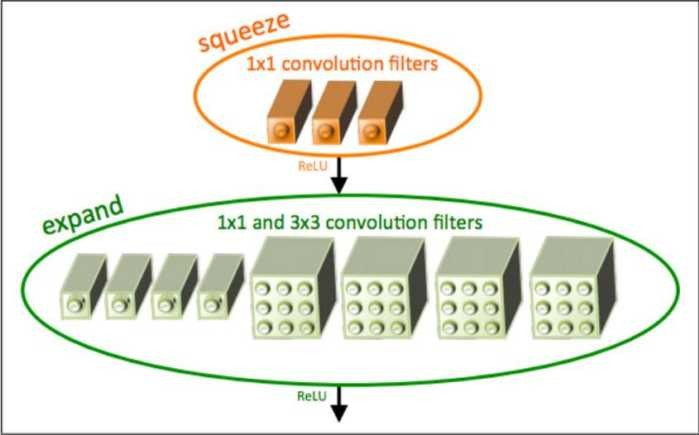 squeeze
1x1 convolution filters
ReLU
expand
1x1 and 3x3 convolution filters
ReLU